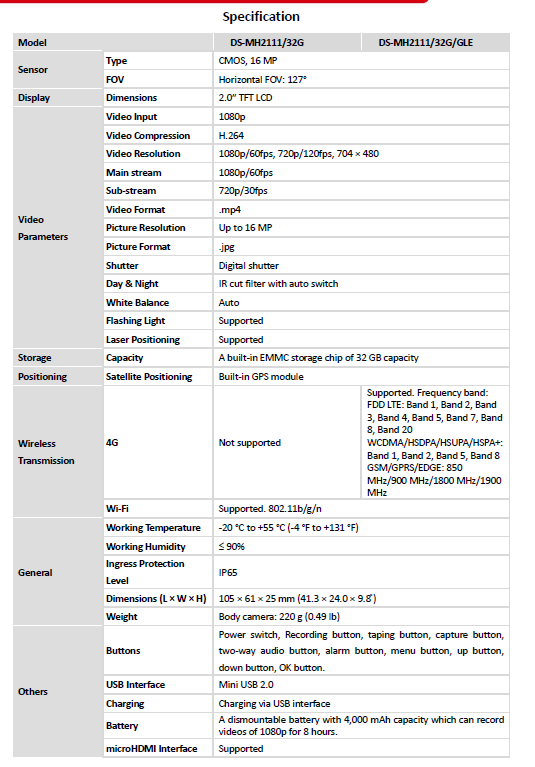 Specification
Model DS-MH2111/32G DS-MH2111/32G/GLE
Sensor
Type CMOS, 16 MP
FOV Horizontal FOV: 127°
Display Dimensions 2.0” TFT LCD
Video
Parameters
Video Input 1080p
Video Compression H.264
Video Resolution 1080p/60fps, 720p/120fps, 704 × 480
Main stream 1080p/60fps
Sub-stream 720p/30fps
Video Format .mp4
Picture Resolution Up to 16 MP
Picture Format .jpg
Shutter Digital shutter
Day & Night IR cut filter with auto switch
White Balance Auto
Flashing Light Supported
Laser Positioning Supported
Storage Capacity A built-in EMMC storage chip of 32 GB capacity
Positioning Satellite Positioning Built-in GPS module
Wireless
Transmission
4G Not supported
Supported. Frequency band:
FDD LTE: Band 1, Band 2, Band
3, Band 4, Band 5, Band 7, Band
8, Band 20
WCDMA/HSDPA/HSUPA/HSPA+:
Band 1, Band 2, Band 5, Band 8
GSM/GPRS/EDGE: 850
MHz/900 MHz/1800 MHz/1900
MHz
Wi-Fi Supported. 802.11b/g/n
General
Working Temperature -20 °C to +55 °C (-4 °F to +131 °F)
Working Humidity ≤ 90%
Ingress Protection
Level
IP65
Dimensions (L × W × H) 105 × 61 × 25 mm (41.3 × 24.0 × 9.8")
Weight Body camera: 220 g (0.49 lb)
Others
Buttons
Power switch, Recording button, taping button, capture button,
two-way audio button, alarm button, menu button, up button,
down button, OK button.
USB Interface Mini USB 2.0
Charging Charging via USB interface
Battery
A dismountable battery with 4,000 mAh capacity which can record
videos of 1080p for 8 hours.
microHDMI Interface Supported